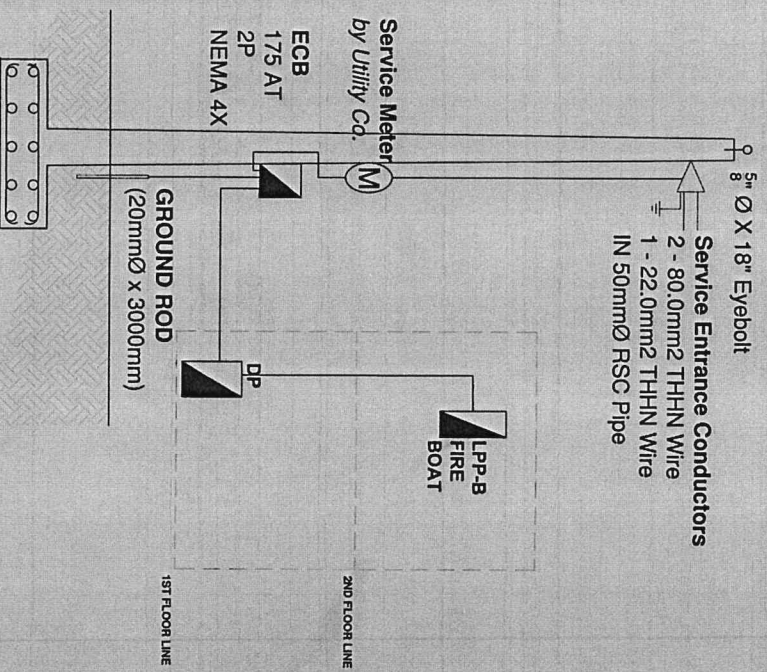 5"
8 Ø X 18" Eyebolt
Service Entrance Conductors
2 - 80.0mm2 THHN Wire
1 - 22.0mm2 THHN Wire
IN 50mmØ RSC Pipe
Service Meter
by Utility Co.
M
ECB
175 AT
2P
NEMA 4X
GROUND ROD
(20mmØ x 3000mm)
DP
LPP-B
FIRE
BOAT
2ND FLOOR LINE
1ST FLOOR LINE